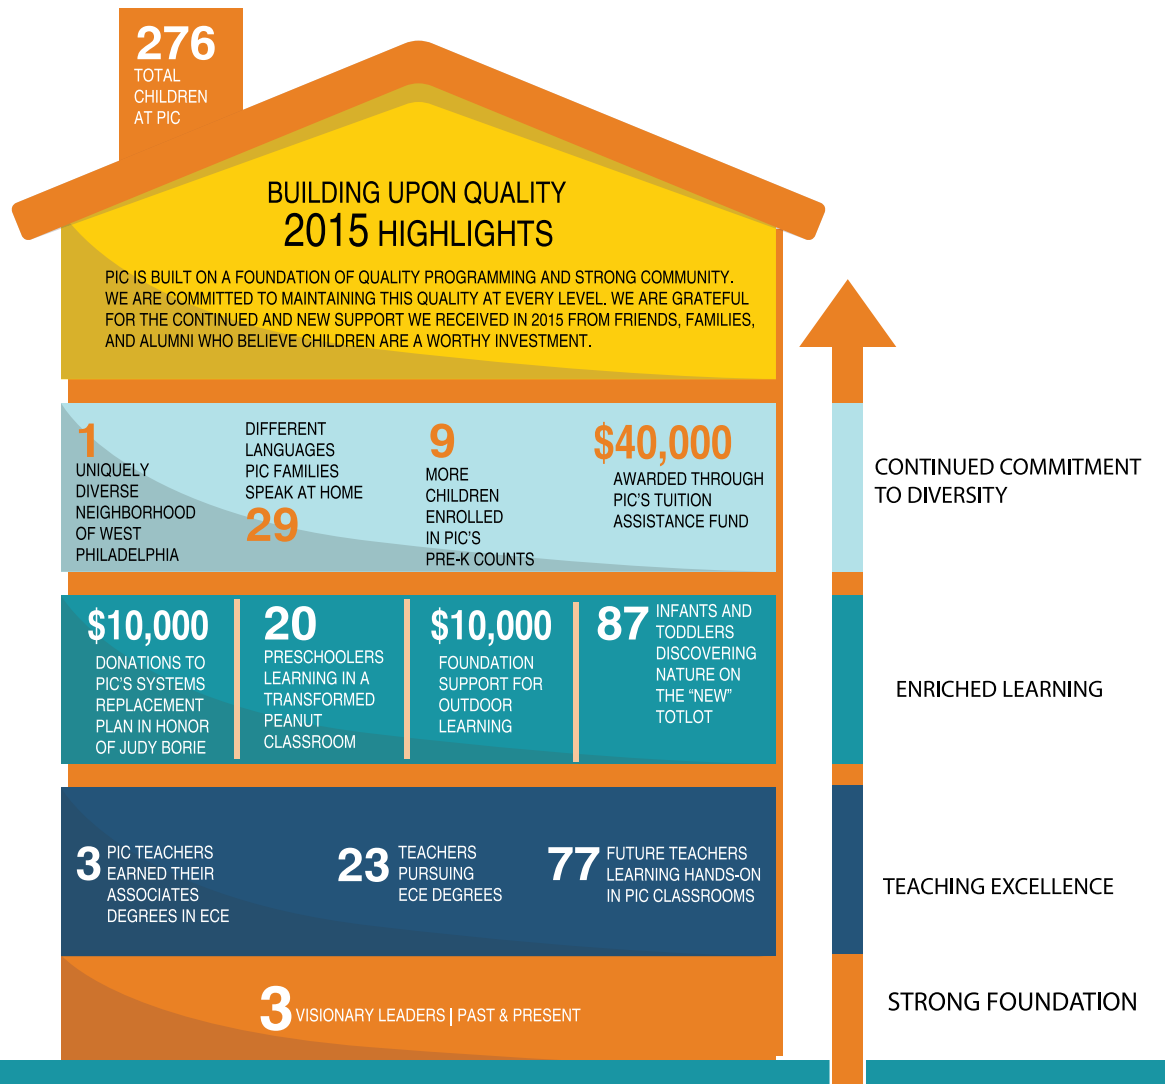 276
TOTAL
CHILDREN
AT PIC
BUILDING UPON QUALITY
2015 HIGHLIGHTS
PIC IS BUILT ON A FOUNDATION OF QUALITY PROGRAMMING AND STRONG COMMUNITY.
WE ARE COMMITTED TO MAINTAINING THIS QUALITY AT EVERY LEVEL. WE ARE GRATEFUL
FOR THE CONTINUED AND NEW SUPPORT WE RECEIVED IN 2015 FROM FRIENDS, FAMILIES,
AND ALUMNI WHO BELIEVE CHILDREN ARE A WORTHY INVESTMENT.
1
UNIQUELY
DIVERSE
NEIGHBORHOOD
OF WEST
PHILADELPHIA
DIFFERENT
LANGUAGES
PIC FAMILIES
SPEAK AT HOME
29
9
MORE
CHILDREN
ENROLLED
IN PIC'S
PRE-K COUNTS
$40,000
AWARDED THROUGH
PIC'S TUITION
ASSISTANCE FUND
CONTINUED COMMITMENT
TO DIVERSITY
$10,000
DONATIONS TO
PIC'S SYSTEMS
REPLACEMENT
PLAN IN HONOR
OF JUDY BORIE
20
PRESCHOOLERS
LEARNING IN A
TRANSFORMED
PEANUT
CLASSROOM
$10,000
FOUNDATION
SUPPORT FOR
OUTDOOR
LEARNING
87
INFANTS AND
TODDLERS
DISCOVERING
NATURE ON
THE “NEW”
TOTLOT
ENRICHED LEARNING
3
PIC TEACHERS
EARNED THEIR
ASSOCIATES
DEGREES IN ECE
23
TEACHERS
PURSUING
ECE DEGREES
77
FUTURE TEACHERS
LEARNING HANDS-ON
IN PIC CLASSROOMS
TEACHING EXCELLENCE
3 VISIONARY LEADERS | PAST & PRESENT
STRONG FOUNDATION